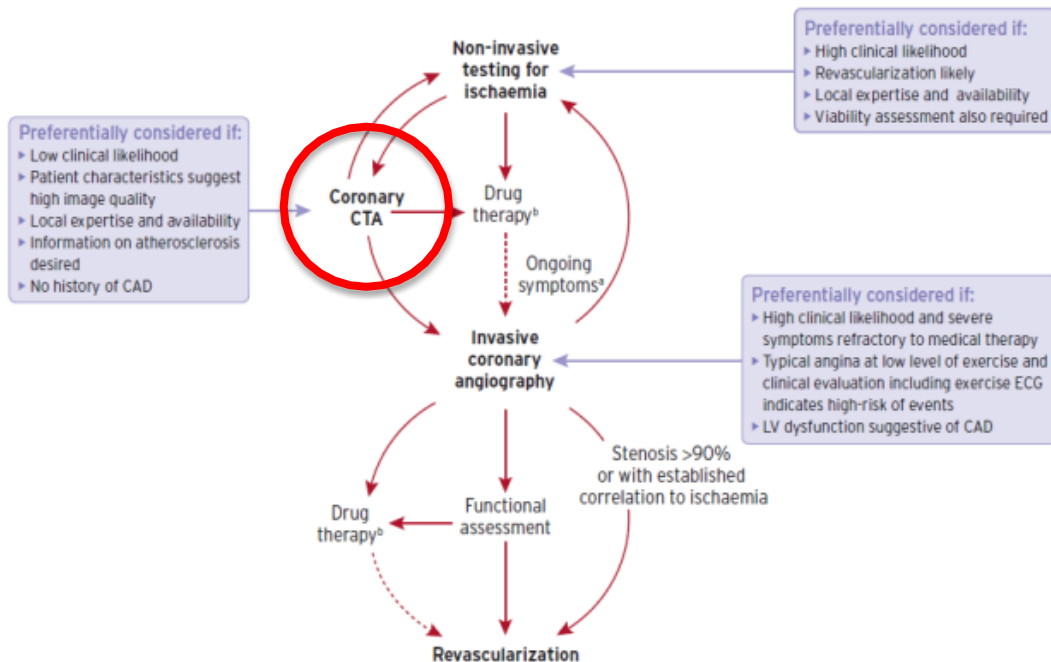 Non-invasive
testing for
ischaemia
Preferentially considered if:
▸ High clinical likelihood
▸ Revascularization likely
▸ Local expertise and availability
▸ Viability assessment also required
Preferentially considered if:
▸ Low clinical likelihood
▸ Patient characteristics suggest
high image quality
▸ Local expertise and availability
▸ Information on atherosclerosis
desired
▸ No history of CAD
Coronary
CTA
Drug
therapyᵇ
Ongoing
symptomsᵃ
Preferentially considered if:
▸ High clinical likelihood and severe
symptoms refractory to medical therapy
▸ Typical angina at low level of exercise and
clinical evaluation including exercise ECG
indicates high-risk of events
▸ LV dysfunction suggestive of CAD
Invasive
coronary
angiography
Stenosis >90%
or with established
correlation to ischaemia
Drug
therapyᵇ
Functional
assessment
Revascularization